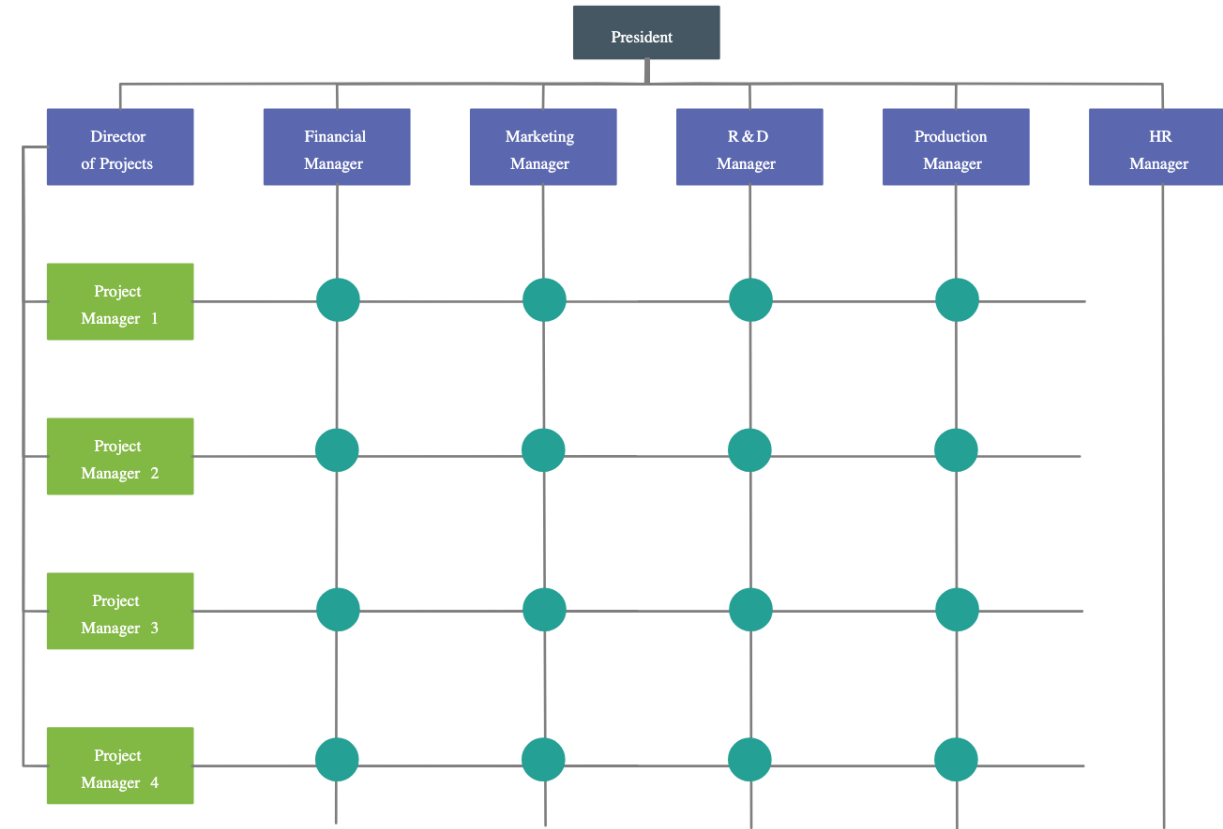 President
Director
of Projects
Financial
Manager
Marketing
Manager
R & D
Manager
Production
Manager
HR
Manager
Project
Manager 1
Project
Manager 2
Project
Manager 3
Project
Manager 4